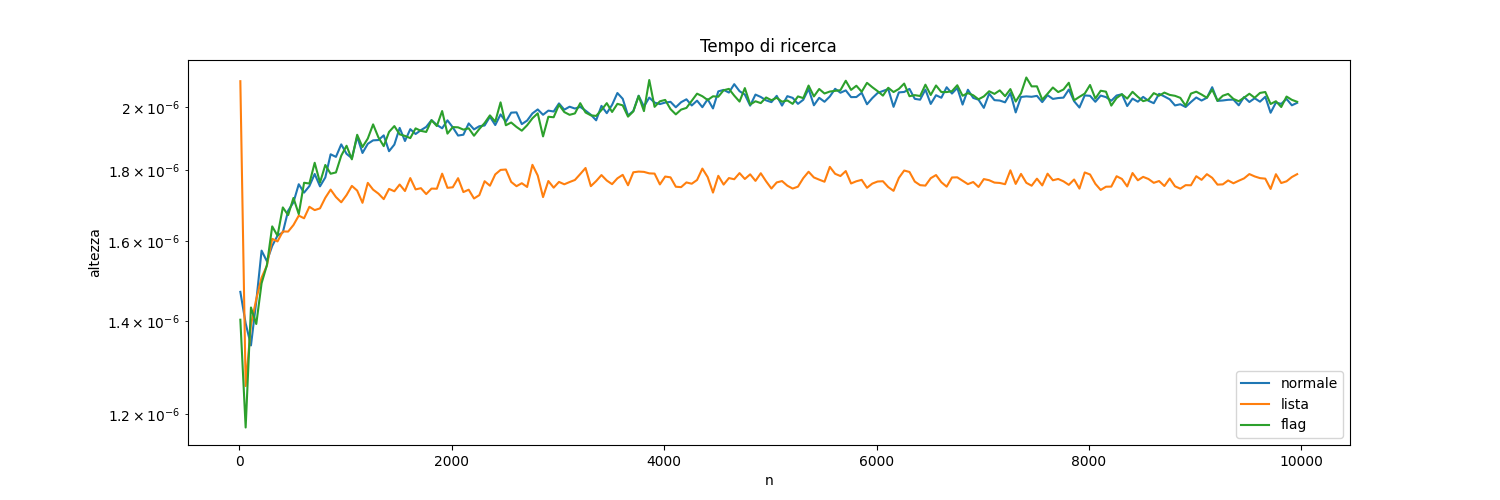 Tempo di ricerca
altezza
2 × 10⁻⁶
1.8 × 10⁻⁶
1.6 × 10⁻⁶
1.4 × 10⁻⁶
1.2 × 10⁻⁶
normale
lista
flag
0 2000 4000 6000 8000 10000
n